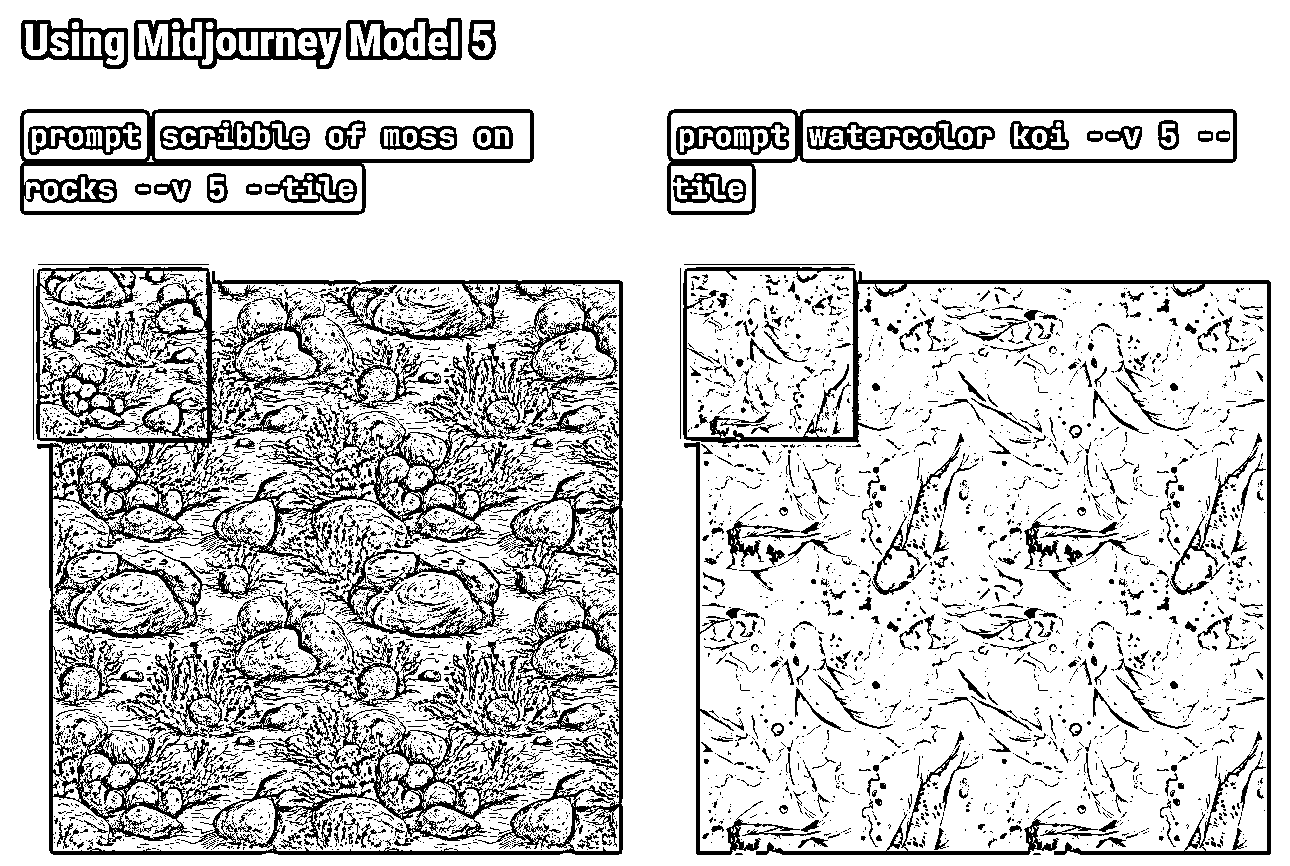 Using Midjourney Model 5
prompt scribble of moss on
rocks --v 5 --tile
prompt watercolor koi --v 5 --
tile